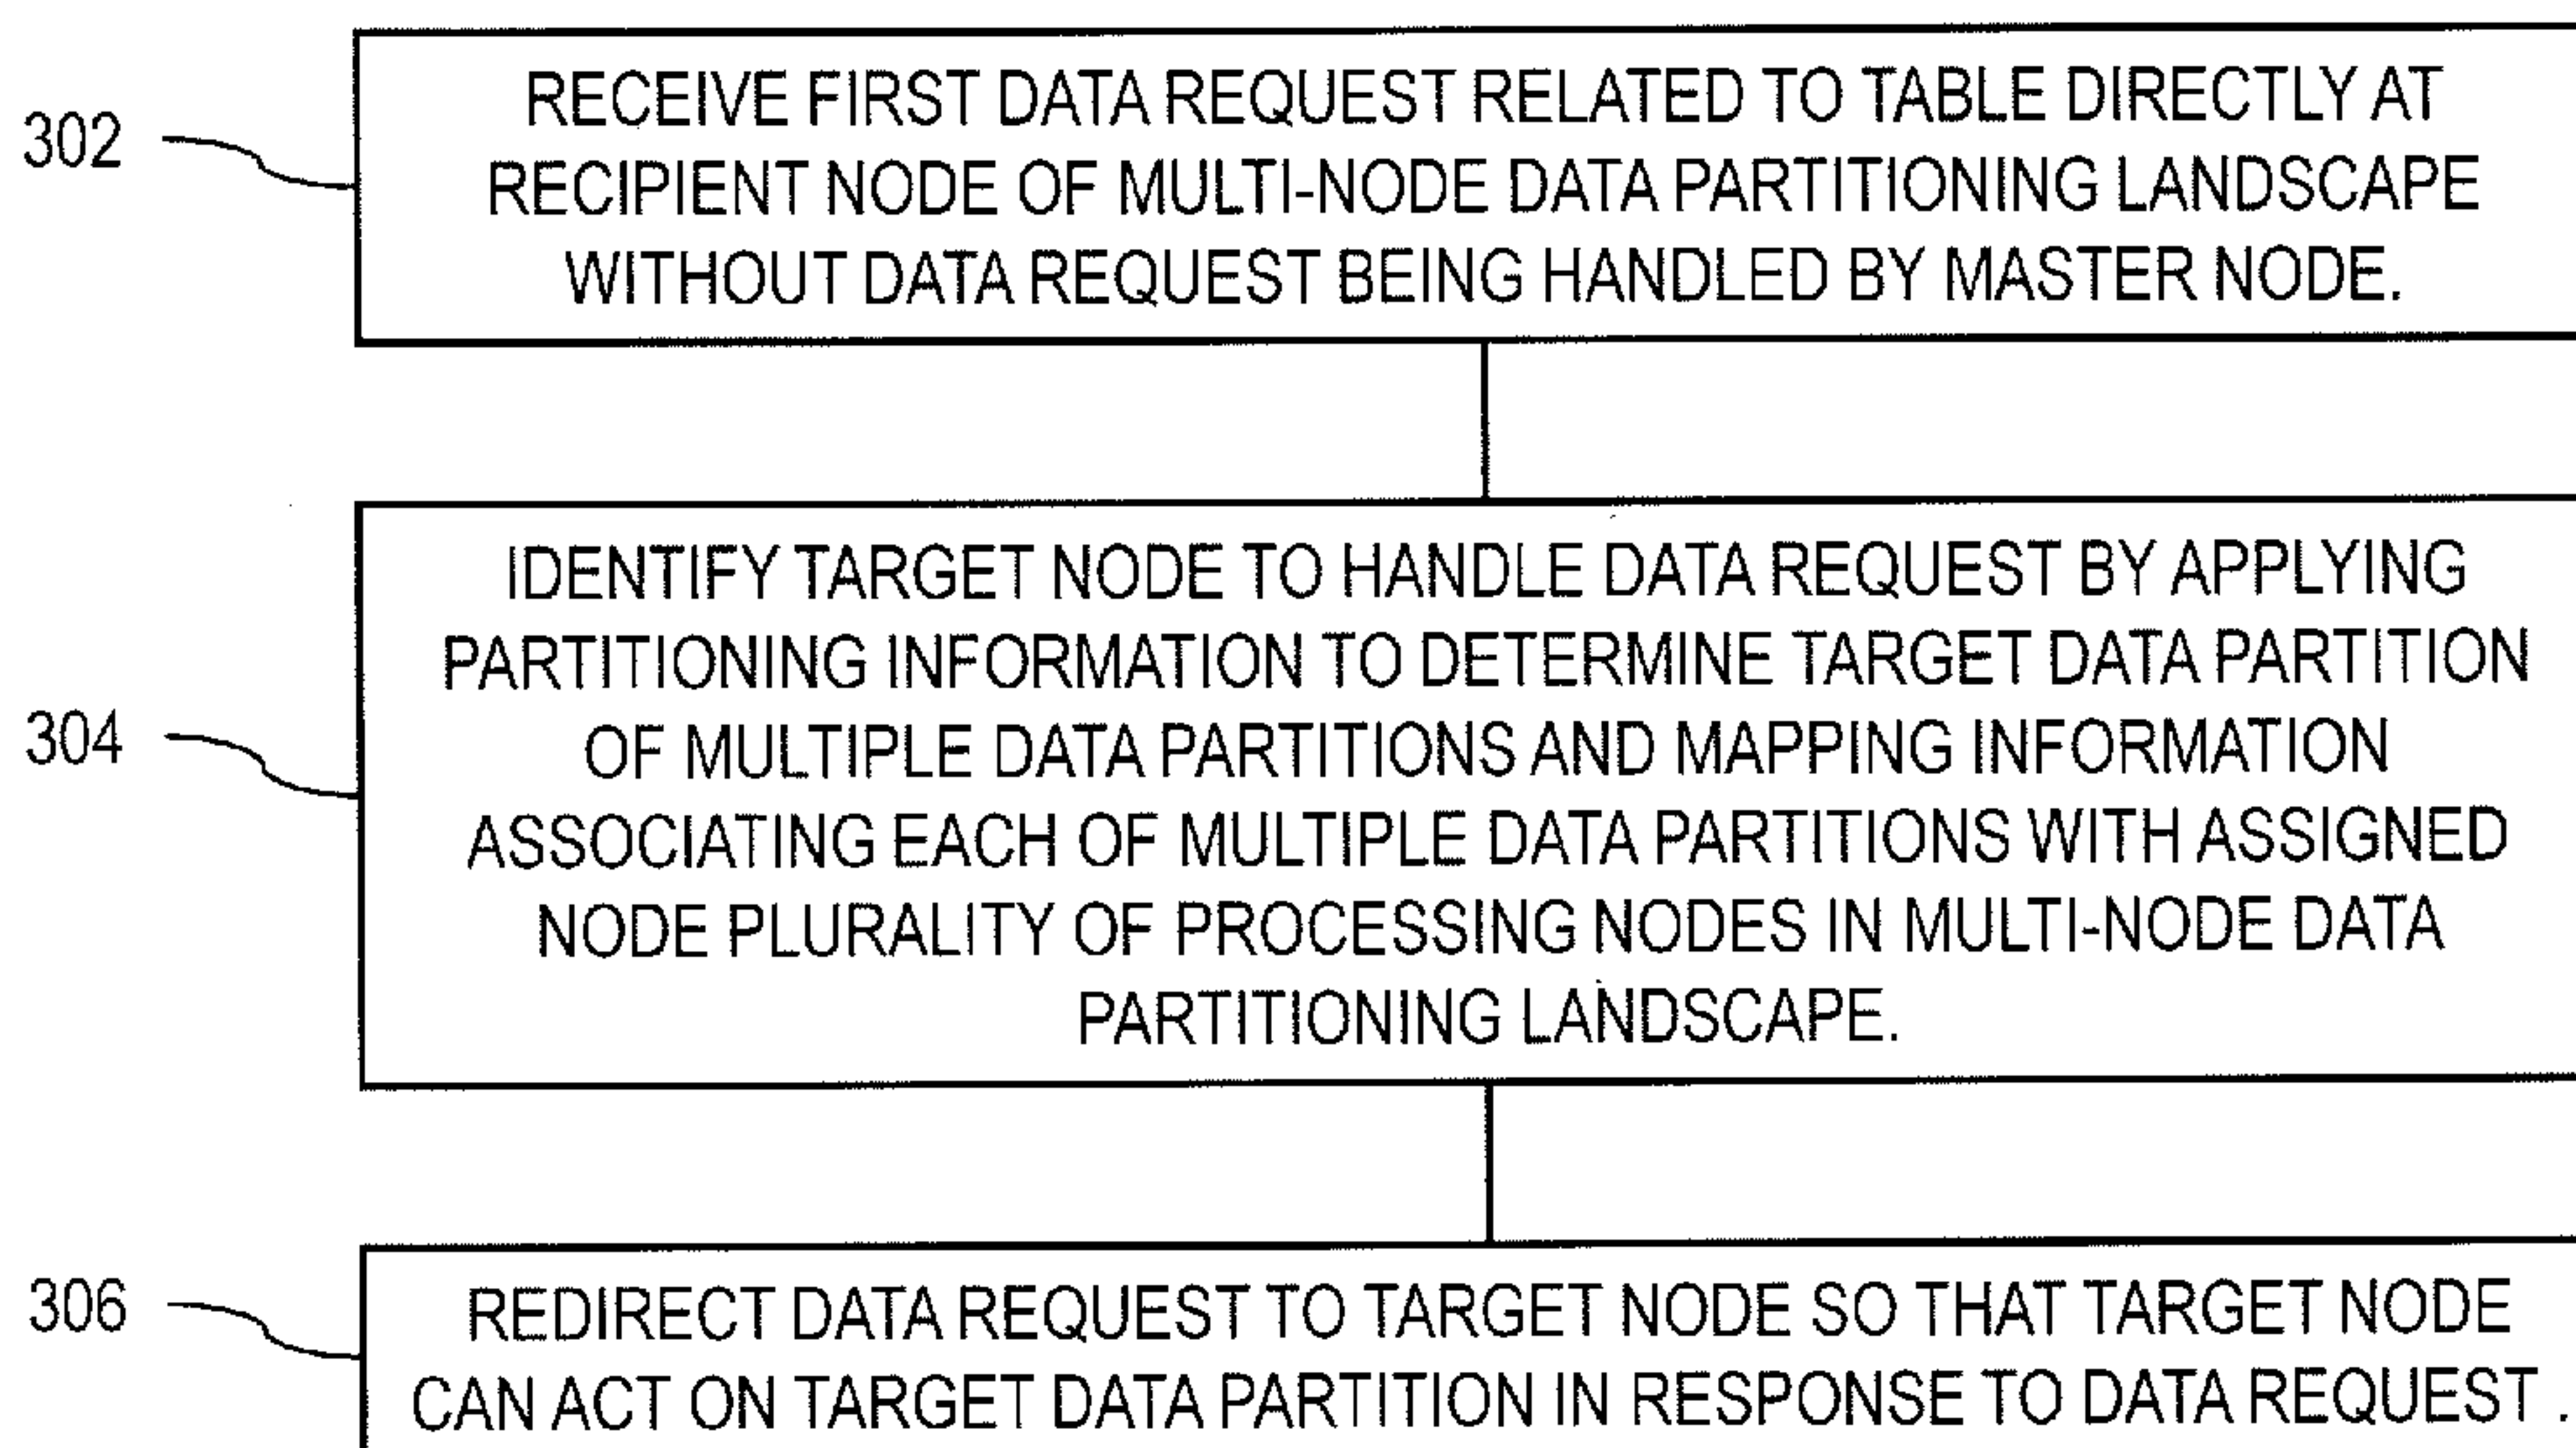 302
RECEIVE FIRST DATA REQUEST RELATED TO TABLE DIRECTLY AT
RECIPIENT NODE OF MULTI-NODE DATA PARTITIONING LANDSCAPE
WITHOUT DATA REQUEST BEING HANDLED BY MASTER NODE.
304
IDENTIFY TARGET NODE TO HANDLE DATA REQUEST BY APPLYING
PARTITIONING INFORMATION TO DETERMINE TARGET DATA PARTITION
OF MULTIPLE DATA PARTITIONS AND MAPPING INFORMATION
ASSOCIATING EACH OF MULTIPLE DATA PARTITIONS WITH ASSIGNED
NODE PLURALITY OF PROCESSING NODES IN MULTI-NODE DATA
PARTITIONING LANDSCAPE.
306
REDIRECT DATA REQUEST TO TARGET NODE SO THAT TARGET NODE
CAN ACT ON TARGET DATA PARTITION IN RESPONSE TO DATA REQUEST .